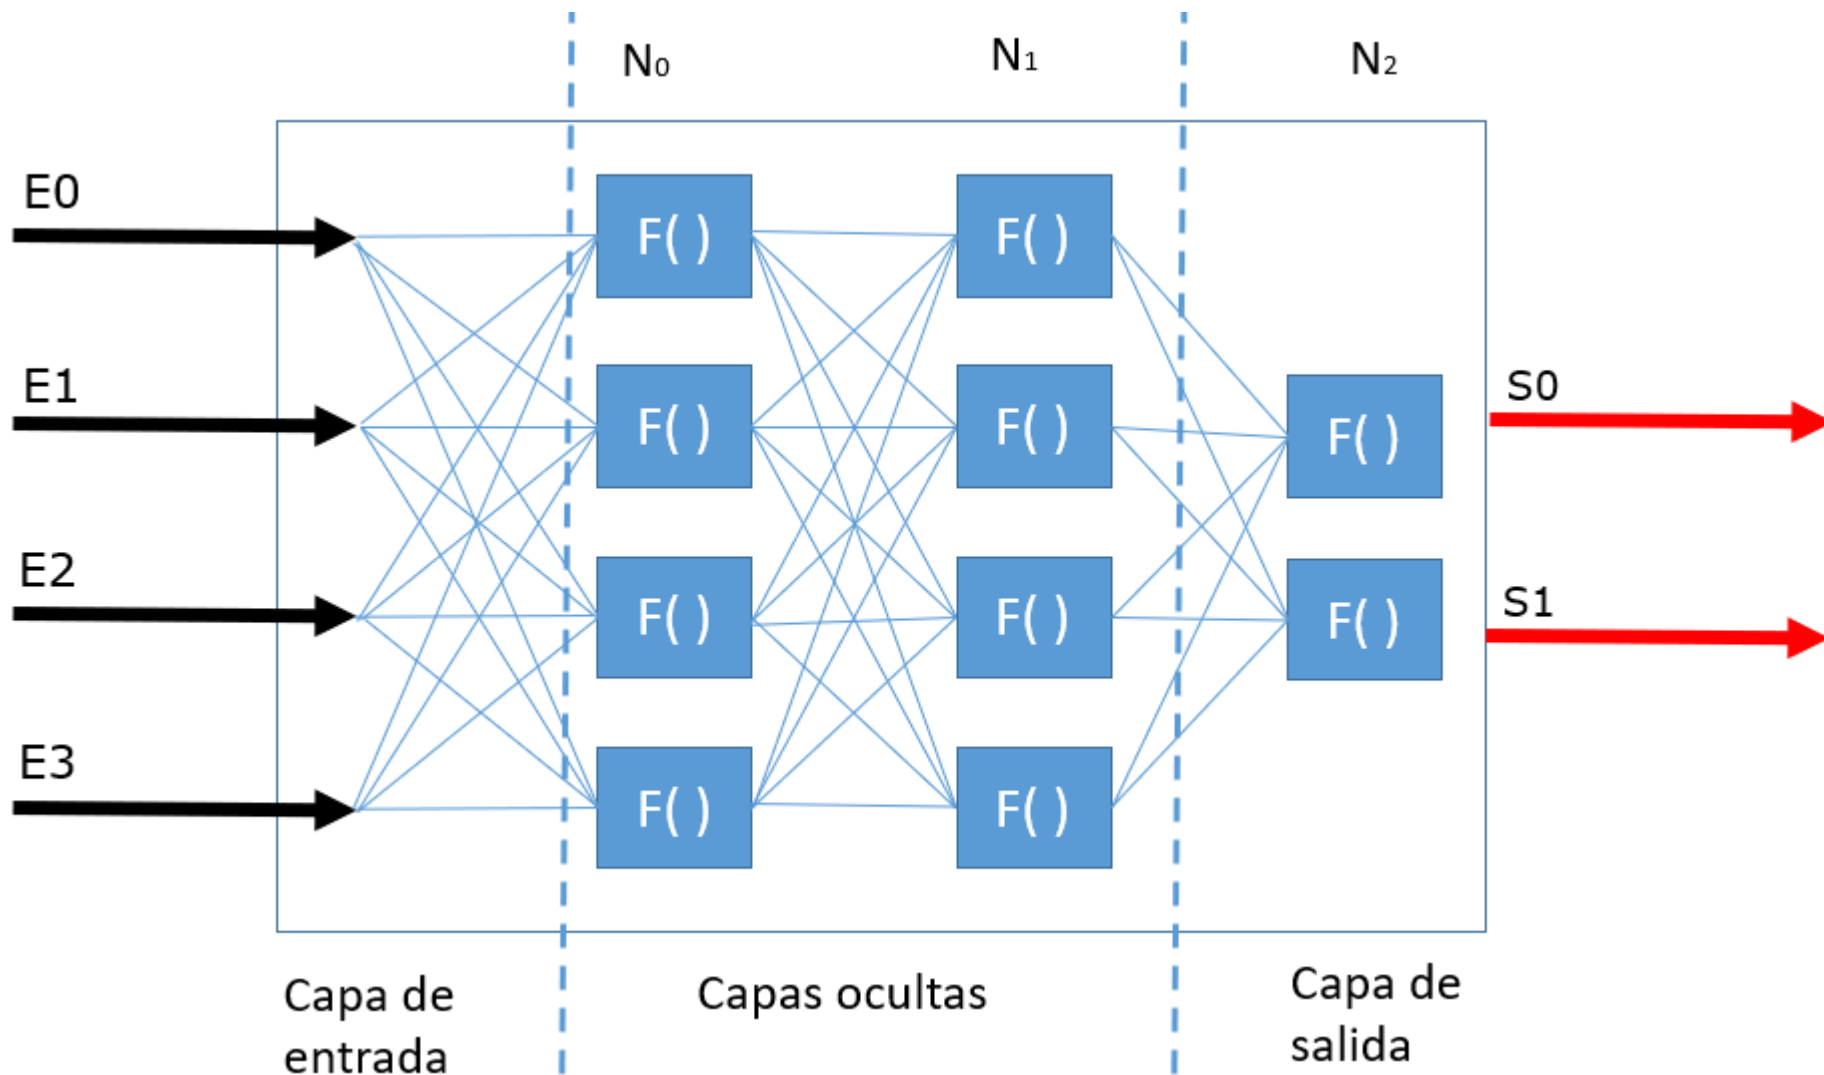 N₀
N₁
N₂
E0
F( )
F( )
E1
F( )
F( )
S0
F( )
E2
F( )
F( )
F( )
S1
E3
F( )
F( )
Capa de
entrada
Capas ocultas
Capa de
salida